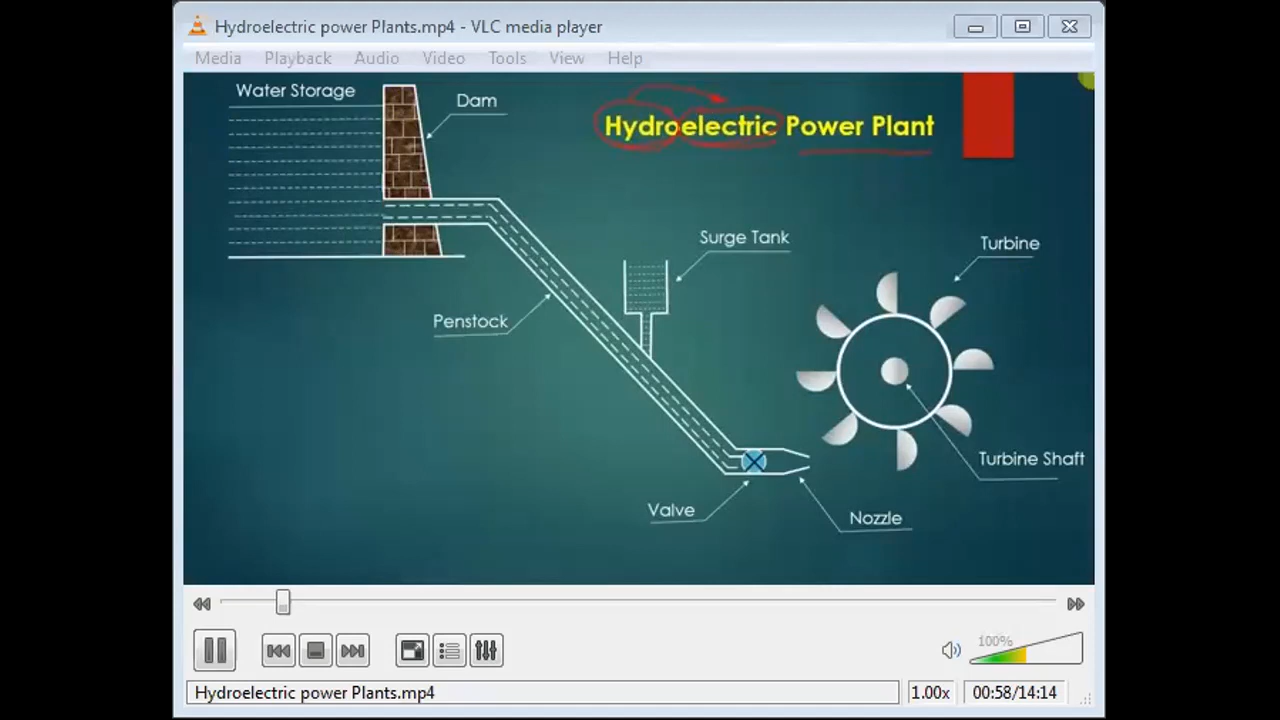 Hydroelectric power Plants.mp4 - VLC media player
Media Playback Audio Video Tools View Help
Water Storage
Dam
Hydroelectric Power Plant
Surge Tank
Turbine
Penstock
Turbine Shaft
Valve
Nozzle
100%
Hydroelectric power Plants.mp4
1.00x
00:58/14:14